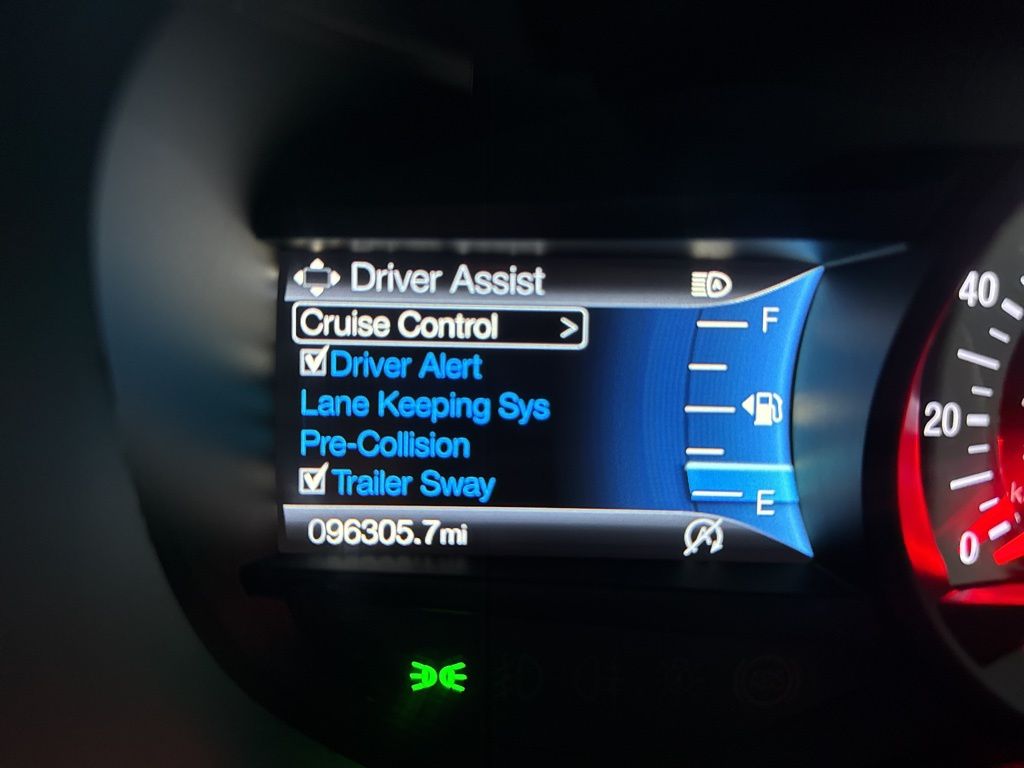 Driver Assist
Cruise Control >
Driver Alert
Lane Keeping Sys
Pre-Collision
Trailer Sway
096305.7mi
F
E
40
20
0